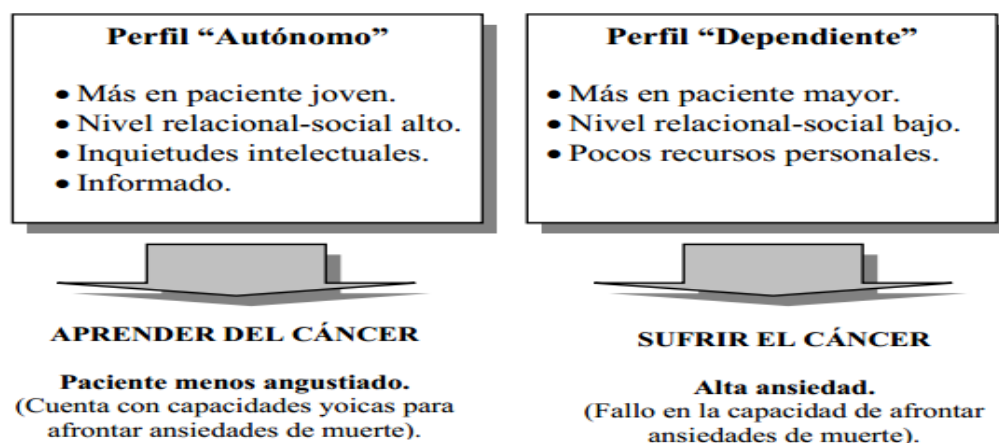 Perfil “Autónomo”
• Más en paciente joven.
• Nivel relacional-social alto.
• Inquietudes intelectuales.
• Informado.
APRENDER DEL CÁNCER
Paciente menos angustiado.
(Cuenta con capacidades yoicas para
afrontar ansiedades de muerte).
Perfil “Dependiente”
• Más en paciente mayor.
• Nivel relacional-social bajo.
• Pocos recursos personales.
SUFRIR EL CÁNCER
Alta ansiedad.
(Fallo en la capacidad de afrontar
ansiedades de muerte).